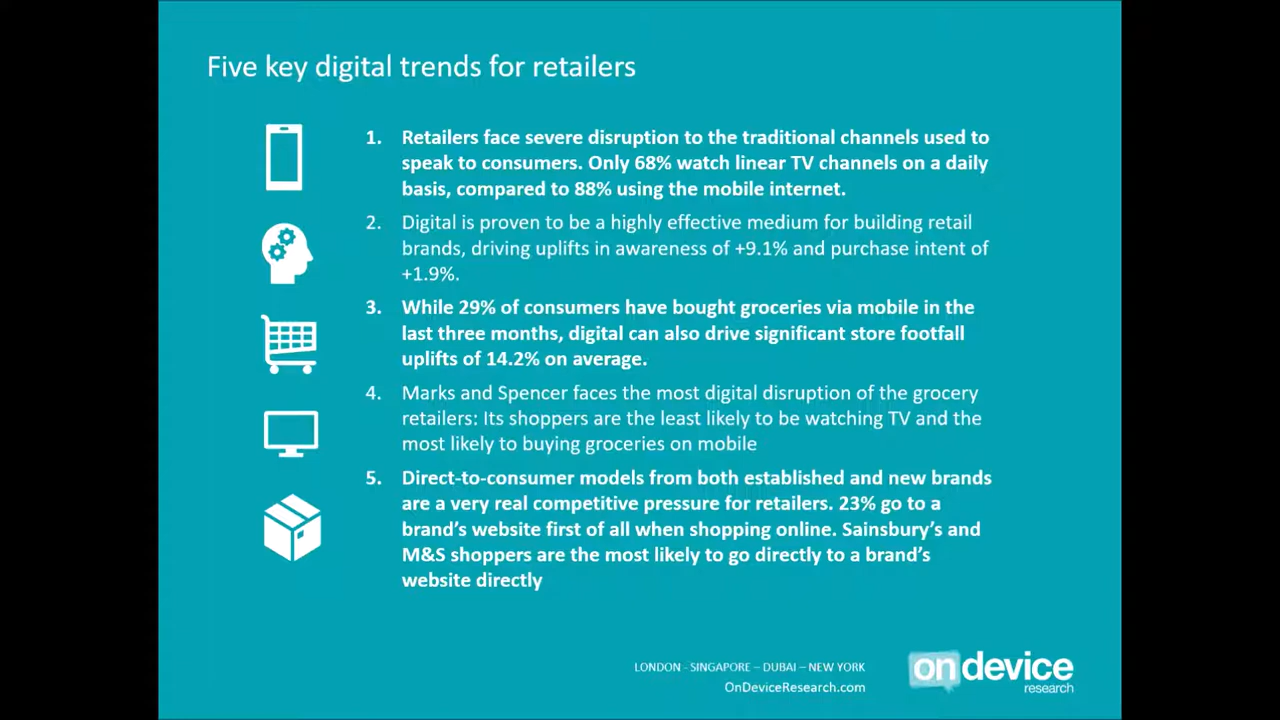 Five key digital trends for retailers
1. Retailers face severe disruption to the traditional channels used to
speak to consumers. Only 68% watch linear TV channels on a daily
basis, compared to 88% using the mobile internet.
2. Digital is proven to be a highly effective medium for building retail
brands, driving uplifts in awareness of +9.1% and purchase intent of
+1.9%.
3. While 29% of consumers have bought groceries via mobile in the
last three months, digital can also drive significant store footfall
uplifts of 14.2% on average.
4. Marks and Spencer faces the most digital disruption of the grocery
retailers: Its shoppers are the least likely to be watching TV and the
most likely to buying groceries on mobile
5. Direct-to-consumer models from both established and new brands
are a very real competitive pressure for retailers. 23% go to a
brand's website first of all when shopping online. Sainsbury's and
M&S shoppers are the most likely to go directly to a brand's
website directly
LONDON - SINGAPORE – DUBAI – NEW YORK
OnDeviceResearch.com
on device
research